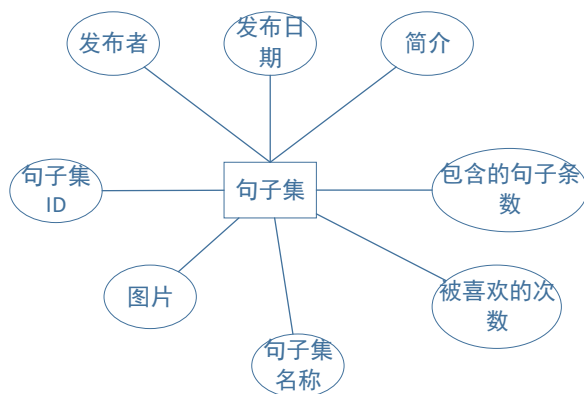 发布者
发布日
期
简介
句子集
ID
句子集
包含的句子条
数
图片
被喜欢的次
数
句子集
名称